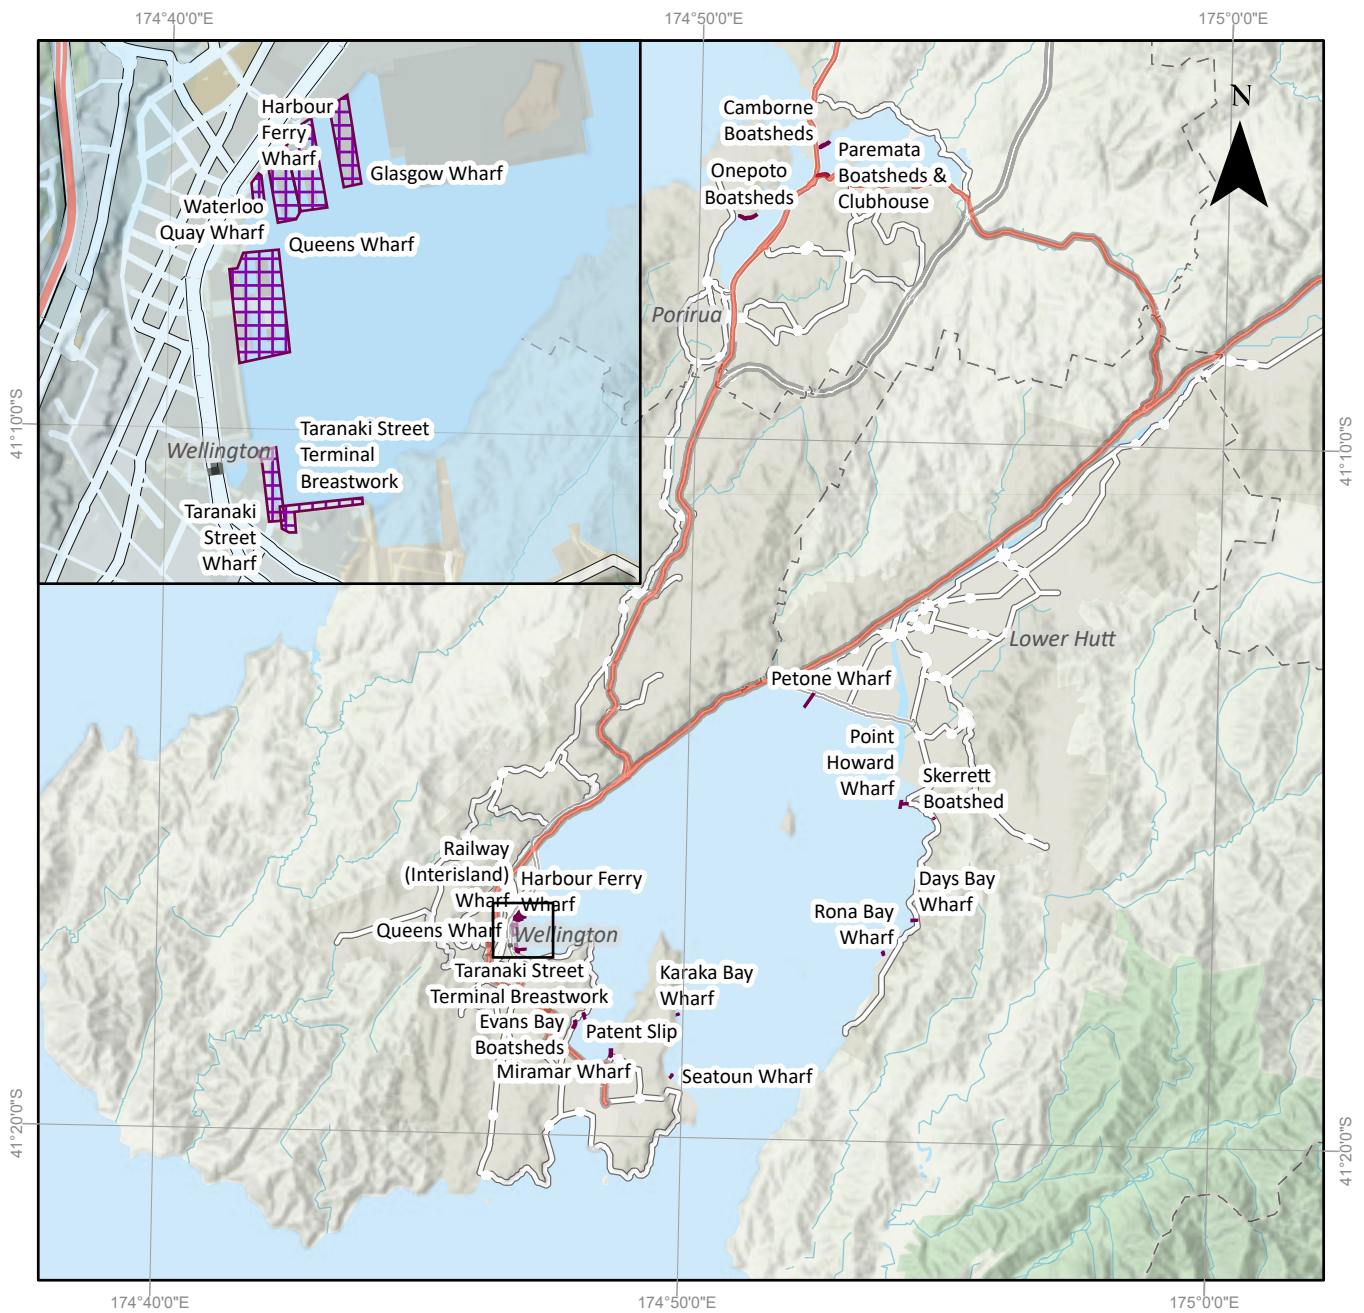 174°40'0"E
174°50'0"E
175°0'0"E
N
Harbour
Ferry
Wharf
Glasgow Wharf
Waterloo
Quay Wharf
Queens Wharf
Wellington
Taranaki Street
Terminal
Breastwork
Taranaki
Street
Wharf
Camborne
Boatsheds
Paremata
Boatsheds &
Clubhouse
Onepoto
Boatsheds
Porirua
41°10'0"S
41°10'0"S
Lower Hutt
Petone Wharf
Point
Howard
Wharf
Skerrett
Boatshed
Railway
(Interisland)
Wharf
Harbour Ferry
Wharf
Queens Wharf
Wellington
Days Bay
Wharf
Rona Bay
Wharf
Taranaki Street
Terminal Breastwork
Karaka Bay
Wharf
Evans Bay
Boatsheds
Patent Slip
Miramar Wharf
Seatoun Wharf
41°20'0"S
41°20'0"S
174°40'0"E
174°50'0"E
175°0'0"E